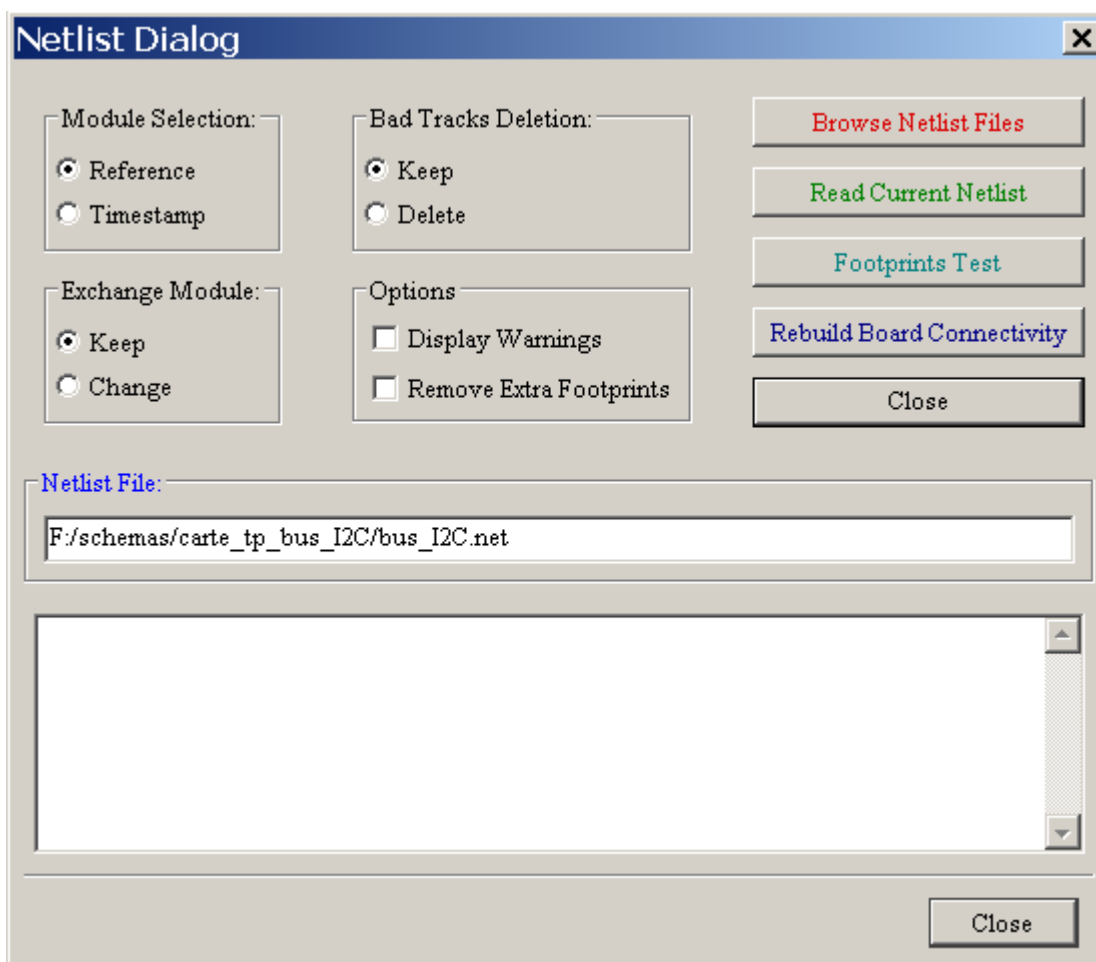 Netlist Dialog
Module Selection:
Reference
Timestamp
Bad Tracks Deletion:
Keep
Delete
Browse Netlist Files
Read Current Netlist
Footprints Test
Rebuild Board Connectivity
Close
Exchange Module:
Keep
Change
Options
Display Warnings
Remove Extra Footprints
Netlist File:
F:/schemas/carte_tp_bus_I2C/bus_I2C.net
Close